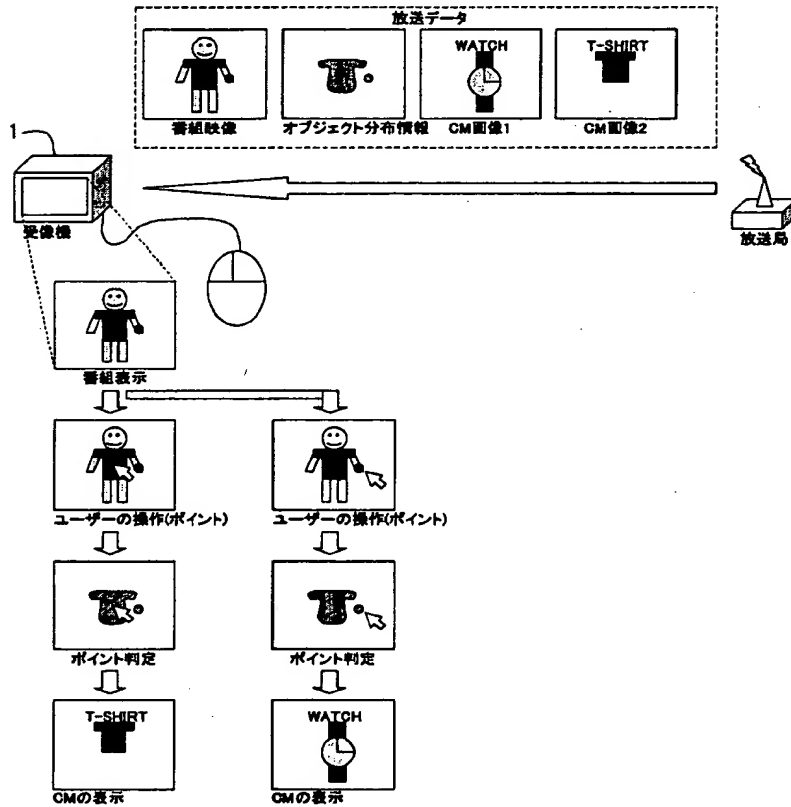 放送データ
WATCH
T-SHIRT
番組映像
オブジェクト分布情報
CM画像1
CM画像2
1
受像機
放送局
番組表示
ユーザーの操作(ポイント)
ユーザーの操作(ポイント)
ポイント判定
ポイント判定
T-SHIRT
WATCH
CMの表示
CMの表示